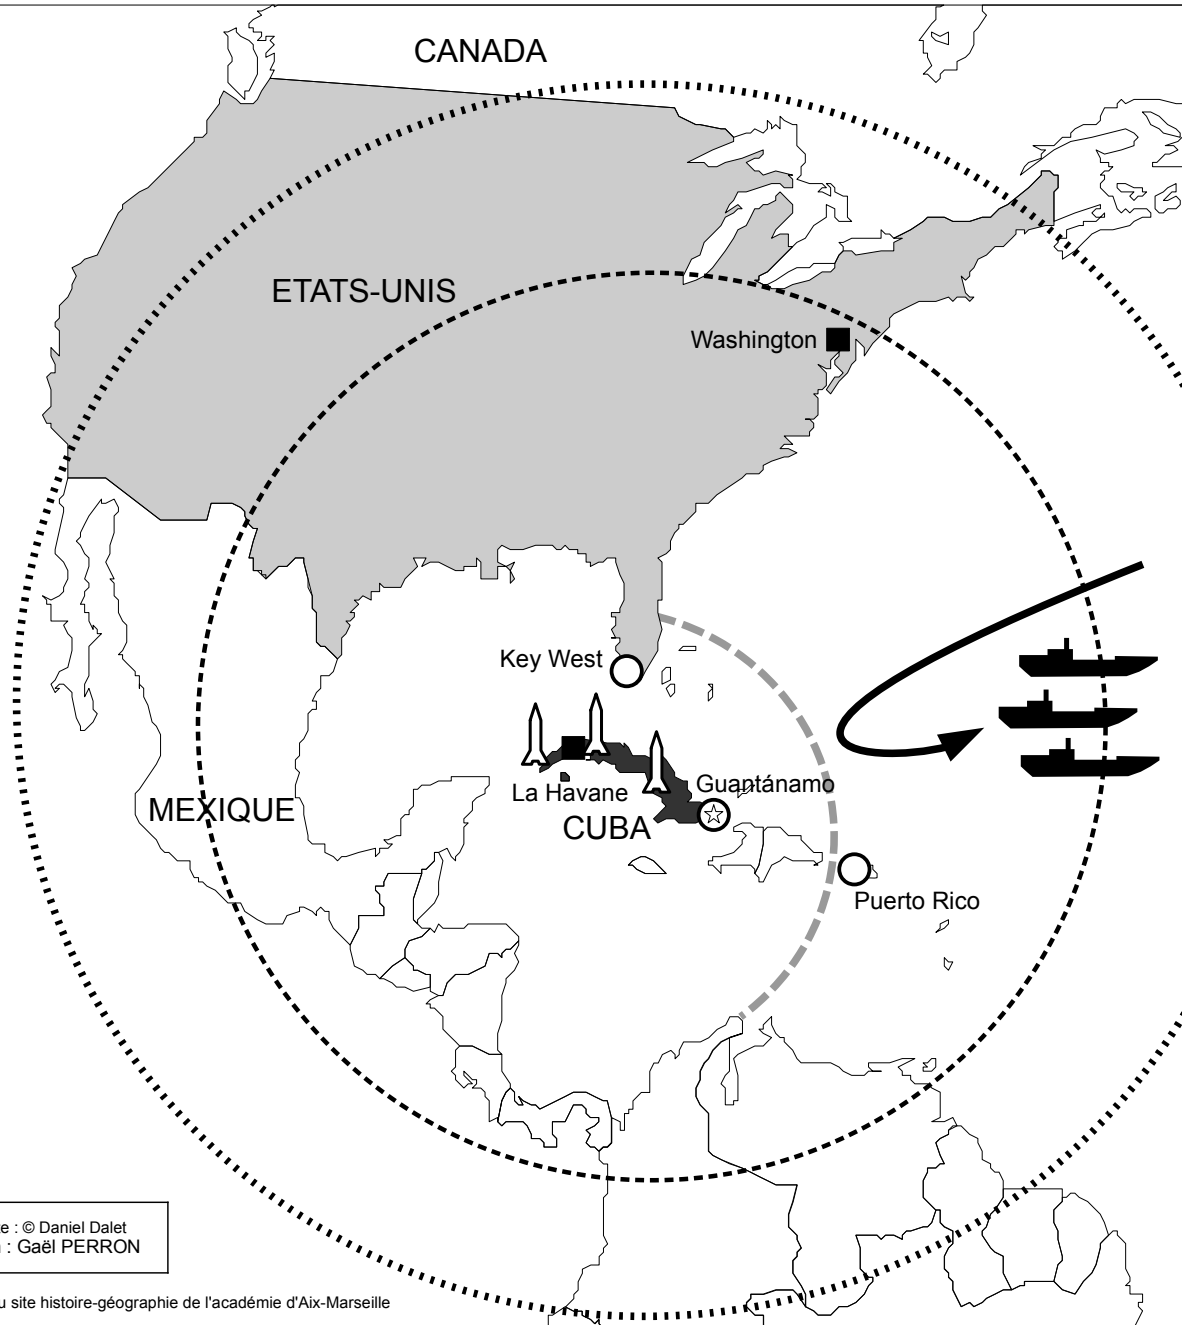 CANADA
ETATS-UNIS
Washington
Key West
La Havane
Guantánamo
CUBA
MEXIQUE
Puerto Rico
: © Daniel Dalet
: Gaël PERRON
site histoire-géographie de l'académie d'Aix-Marseille